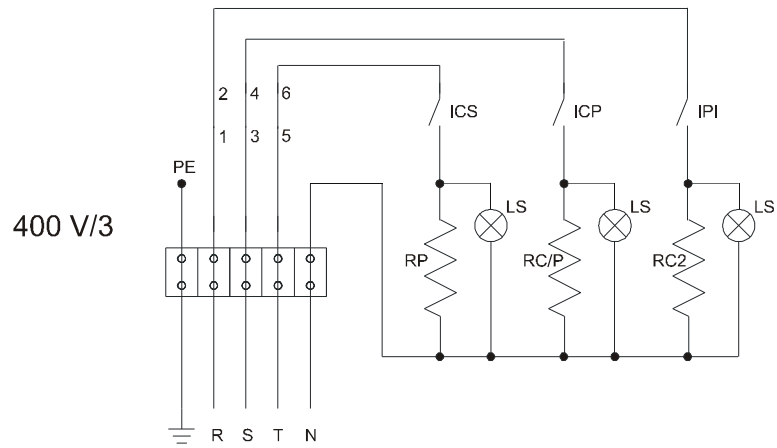 2 4 6
ICS ICP IPI
1 3 5
PE
400 V/3
LS LS LS
RP RC/P RC2
R S T N